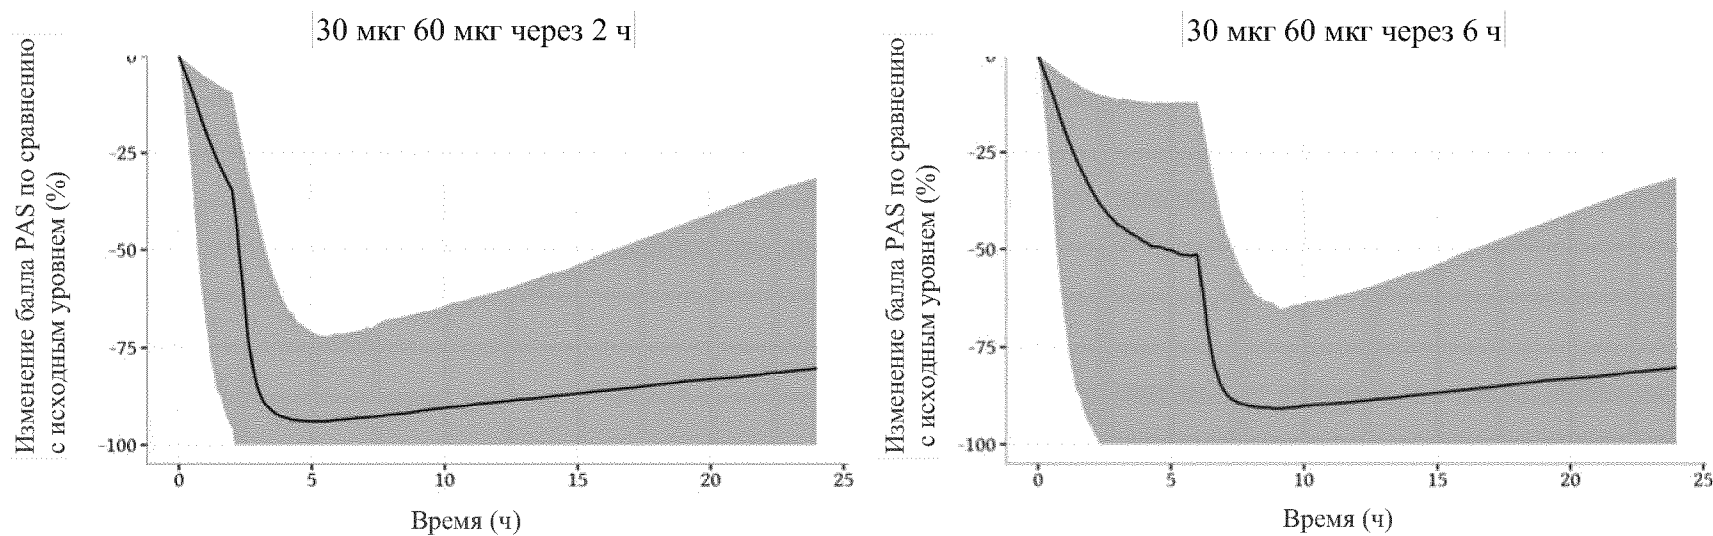 30 мкг 60 мкг через 2 ч
Изменение балла PAS по сравнению
с исходным уровнем (%)
0
-25
-50
-75
-100
0 5 10 15 20 25
Время (ч)
30 мкг 60 мкг через 6 ч
Изменение балла PAS по сравнению
с исходным уровнем (%)
0
-25
-50
-75
-100
0 5 10 15 20 25
Время (ч)